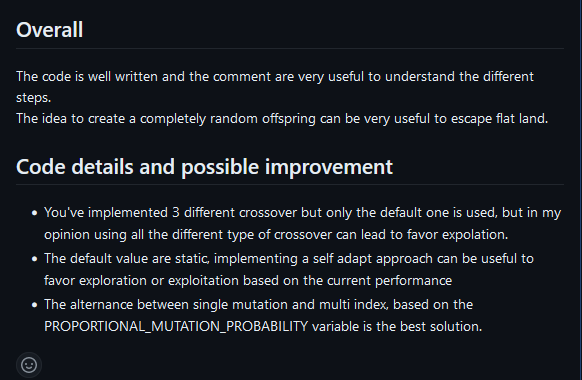 Overall
The code is well written and the comment are very useful to understand the different
steps.
The idea to create a completely random offspring can be very useful to escape flat land.
Code details and possible improvement
• You've implemented 3 different crossover but only the default one is used, but in my
opinion using all the different type of crossover can lead to favor expolation.
• The default value are static, implementing a self adapt approach can be useful to
favor exploration or exploitation based on the current performance
• The alternance between single mutation and multi index, based on the
PROPORTIONAL_MUTATION_PROBABILITY variable is the best solution.